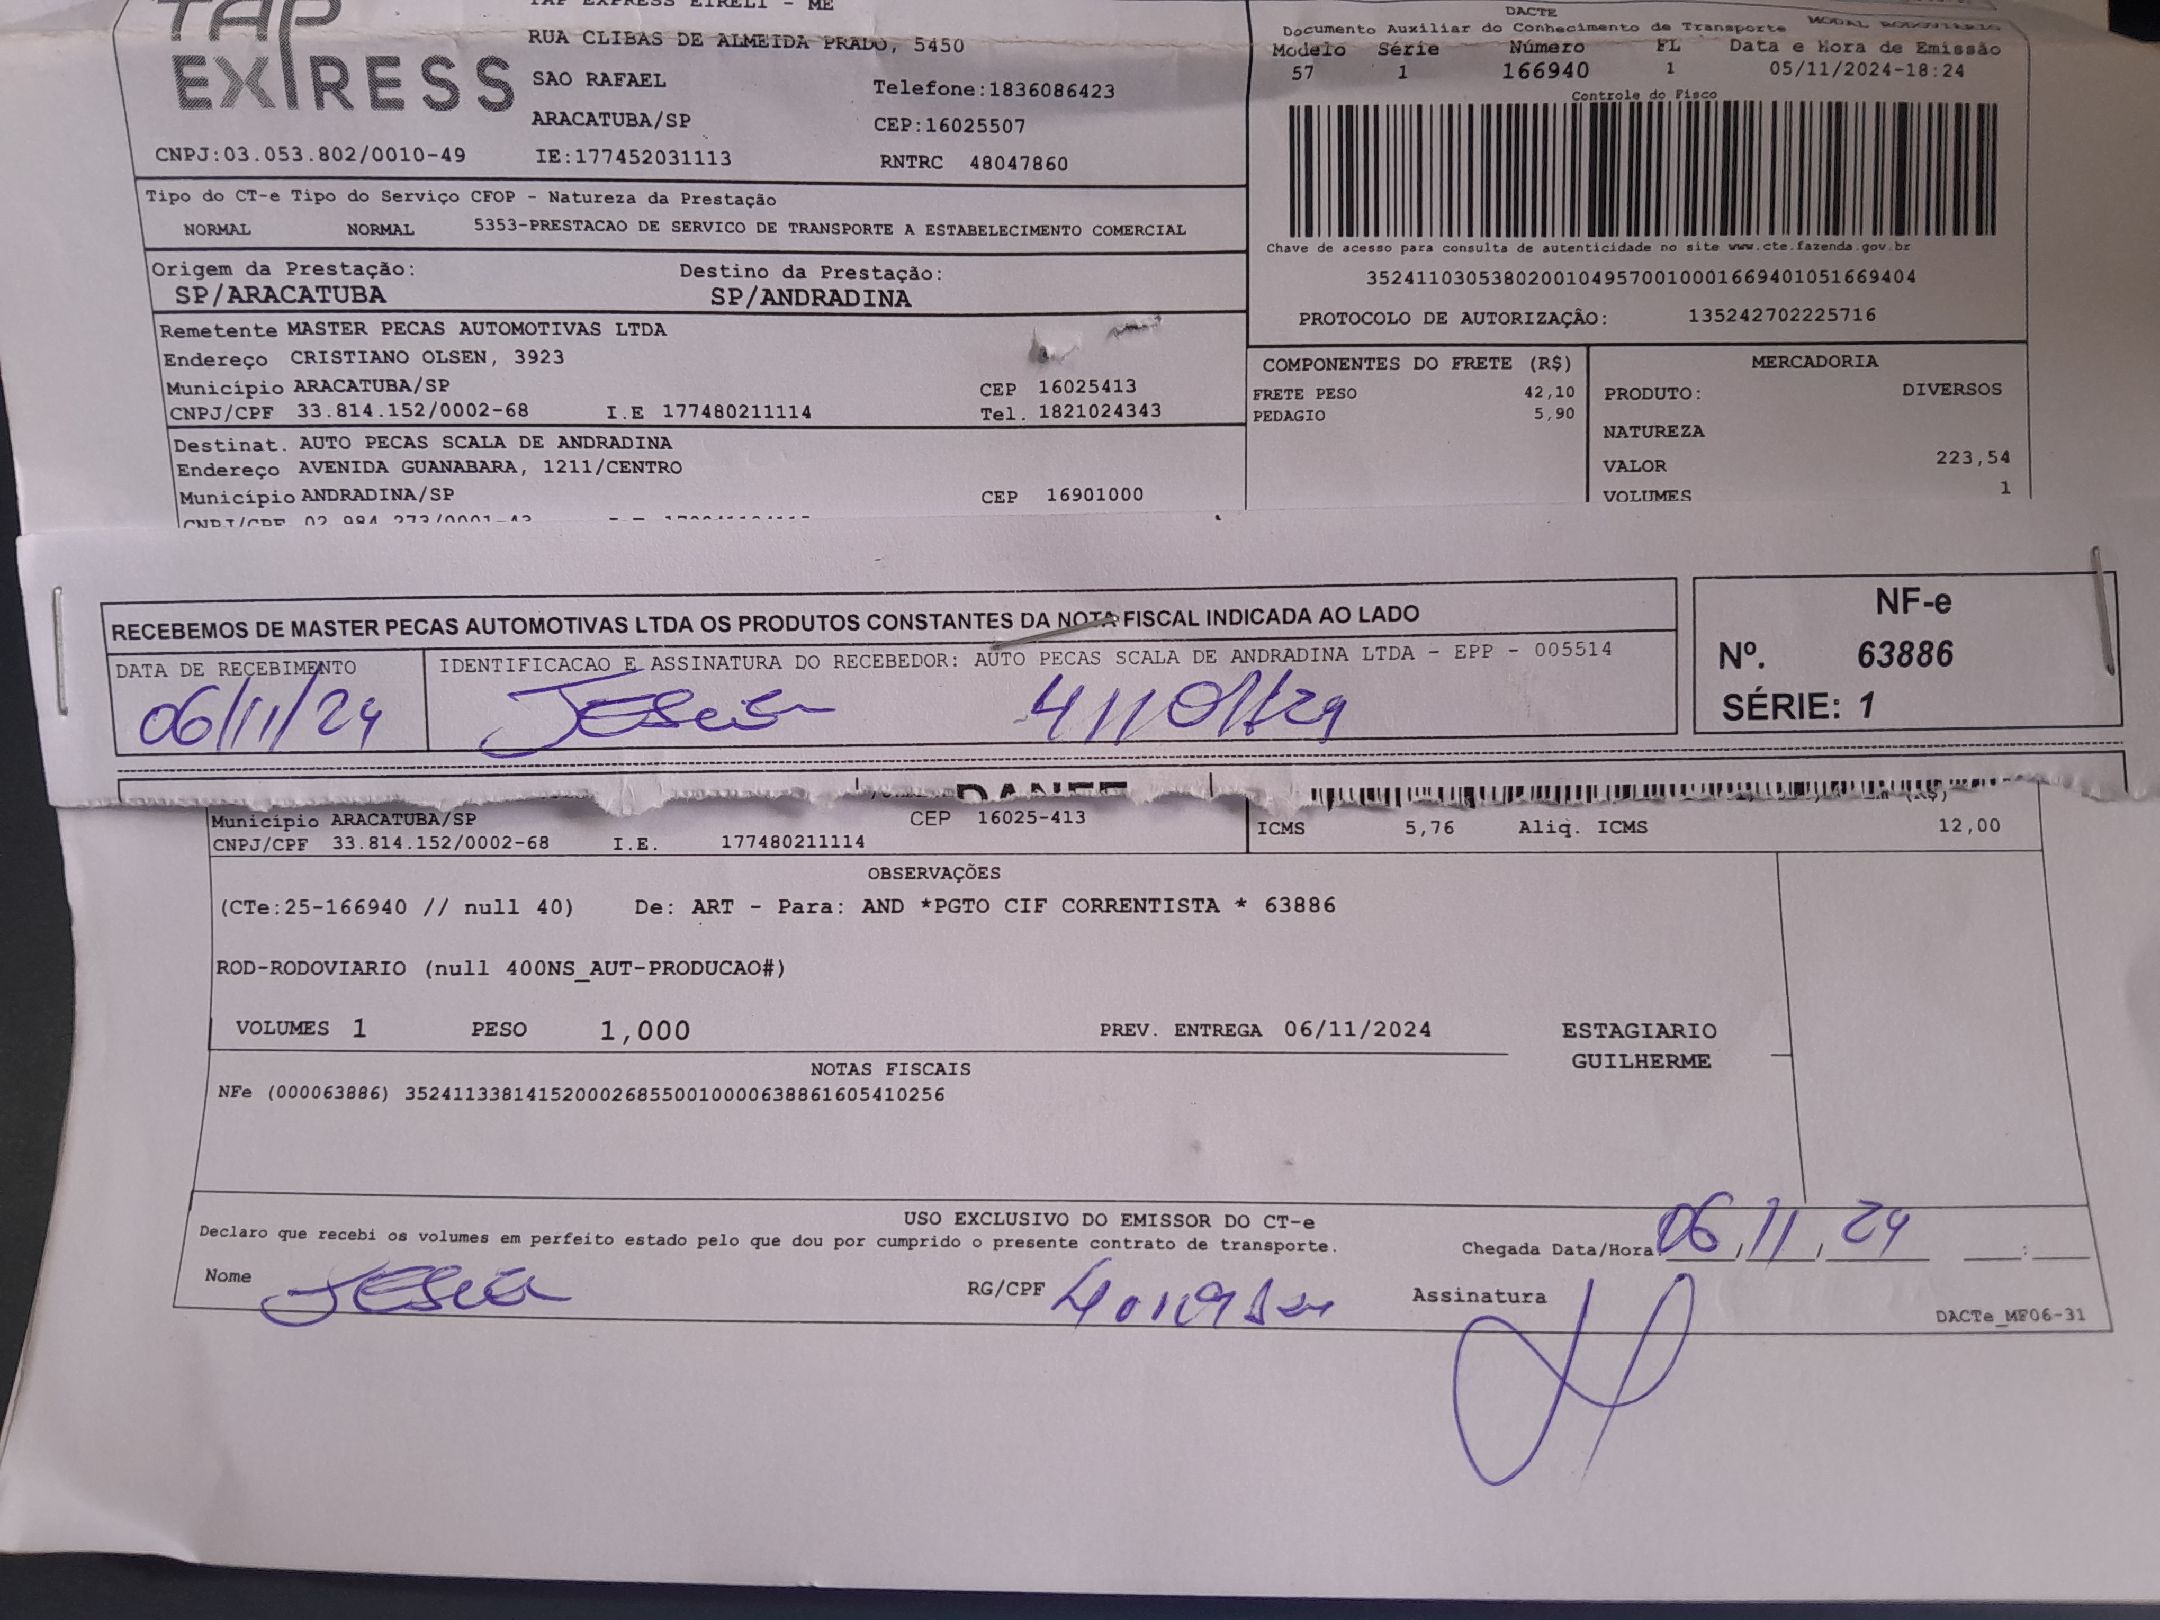 TAP EXPRESS
TAP EXPRESS EIRELI - ME
RUA CLIBAS DE ALMEIDA PRADO, 5450
SAO RAFAEL
Telefone:1836086423
ARACATUBA/SP
CEP:16025507
CNPJ:03.053.802/0010-49
IE:177452031113
RNTRC 48047860
DACTE
Documento Auxiliar do Conhecimento de Transporte
MODAL RODOVIARIO
Modelo Série Número FL Data e Hora de Emissão
57 1 166940 1 05/11/2024-18:24
Controle do Fisco
Chave de acesso para consulta de autenticidade no site www.cte.fazenda.gov.br
35241103053802001049570010001669401051669404
PROTOCOLO DE AUTORIZAÇÃO: 135242702225716
Tipo do CT-e Tipo do Serviço CFOP - Natureza da Prestação
NORMAL NORMAL 5353-PRESTACAO DE SERVICO DE TRANSPORTE A ESTABELECIMENTO COMERCIAL
Origem da Prestação: Destino da Prestação:
SP/ARACATUBA SP/ANDRADINA
Remetente MASTER PECAS AUTOMOTIVAS LTDA
Endereço CRISTIANO OLSEN, 3923
Município ARACATUBA/SP CEP 16025413
CNPJ/CPF 33.814.152/0002-68 I.E 177480211114 Tel. 1821024343
Destinat. AUTO PECAS SCALA DE ANDRADINA
Endereço AVENIDA GUANABARA, 1211/CENTRO
Município ANDRADINA/SP CEP 16901000
CNPJ/CPF 02.984.273/0001-43
COMPONENTES DO FRETE (R$)
FRETE PESO 42,10
PEDAGIO 5,90
MERCADORIA
PRODUTO: DIVERSOS
NATUREZA
VALOR 223,54
VOLUMES 1
RECEBEMOS DE MASTER PECAS AUTOMOTIVAS LTDA OS PRODUTOS CONSTANTES DA NOTA FISCAL INDICADA AO LADO
DATA DE RECEBIMENTO
06/11/24
IDENTIFICACAO E ASSINATURA DO RECEBEDOR: AUTO PECAS SCALA DE ANDRADINA LTDA - EPP - 005514
NF-e
Nº. 63886
SÉRIE: 1
DANFE
Município ARACATUBA/SP CEP 16025-413
CNPJ/CPF 33.814.152/0002-68 I.E. 177480211114
ICMS 5,76 Aliq. ICMS 12,00
OBSERVAÇÕES
(CTe:25-166940 // null 40) De: ART - Para: AND *PGTO CIF CORRENTISTA * 63886
ROD-RODOVIARIO (null 400NS_AUT-PRODUCAO#)
VOLUMES 1 PESO 1,000 PREV. ENTREGA 06/11/2024
ESTAGIARIO
GUILHERME
NOTAS FISCAIS
NFe (000063886) 35241133814152000268550010000638861605410256
USO EXCLUSIVO DO EMISSOR DO CT-e
Declaro que recebi os volumes em perfeito estado pelo que dou por cumprido o presente contrato de transporte.
Chegada Data/Hora 06/11/24 __:__
Nome
RG/CPF
Assinatura
DACTe_MF06-31